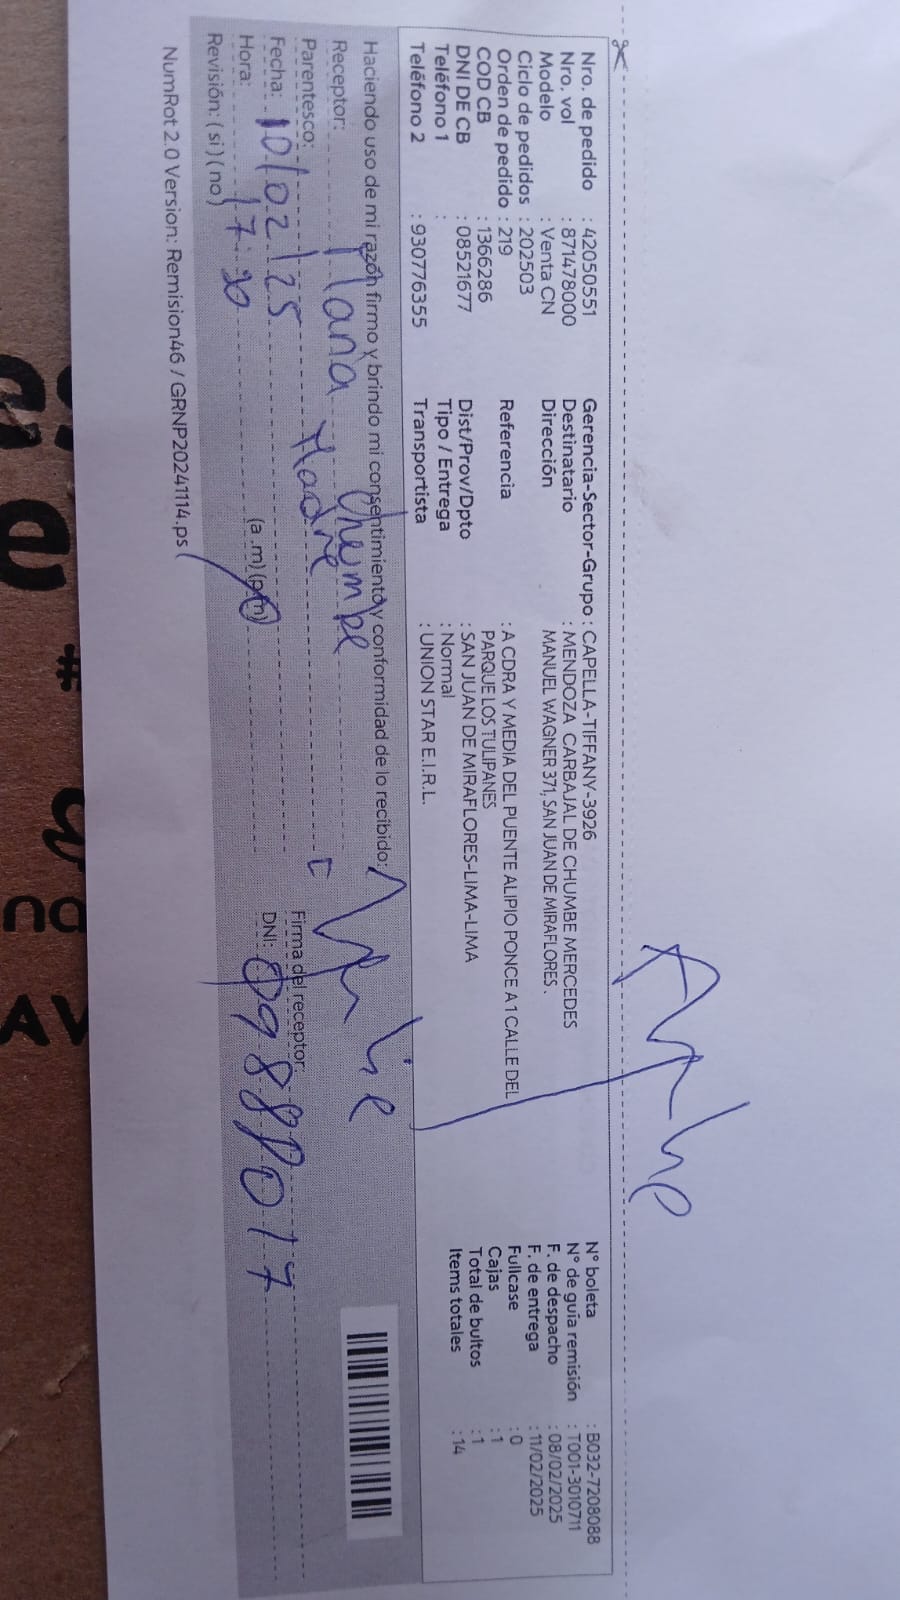 Nro. de pedido : 42050551
Nro. vol : 871478000
Modelo : Venta CN
Ciclo de pedidos : 202503
Orden de pedido : 219
COD CB : 1366286
DNI DE CB : 08521677
Teléfono 1 :
Teléfono 2 : 930776355
Gerencia-Sector-Grupo : CAPELLA-TIFFANY-3926
Destinatario : MENDOZA CARBAJAL DE CHUMBE MERCEDES
Dirección MANUEL WAGNER 371, SAN JUAN DE MIRAFLORES .
Referencia : A CDRA Y MEDIA DEL PUENTE ALIPIO PONCE A 1 CALLE DEL
PARQUE LOS TULIPANES
Dist/Prov/Dpto : SAN JUAN DE MIRAFLORES-LIMA-LIMA
Tipo / Entrega : Normal
Transportista : UNION STAR E.I.R.L.
N° boleta : B032-7208088
N° de guía remisión : T001-3010711
F. de despacho : 08/02/2025
F. de entrega : 11/02/2025
Fullcase : 0
Cajas : 1
Total de bultos : 1
Items totales : 14
Haciendo uso de mi razón firmo y brindo mi consentimiento y conformidad de lo recibido:
Receptor: Maria Chumbe
Parentesco: Madre
Firma del receptor:
Fecha: 10/02/25
DNI: 09888017
Hora: 17:20 (a .m) (p.m)
Revisión: ( si ) ( no )
NumRot 2.0 Version: Remision46 / GRNP20241114.ps